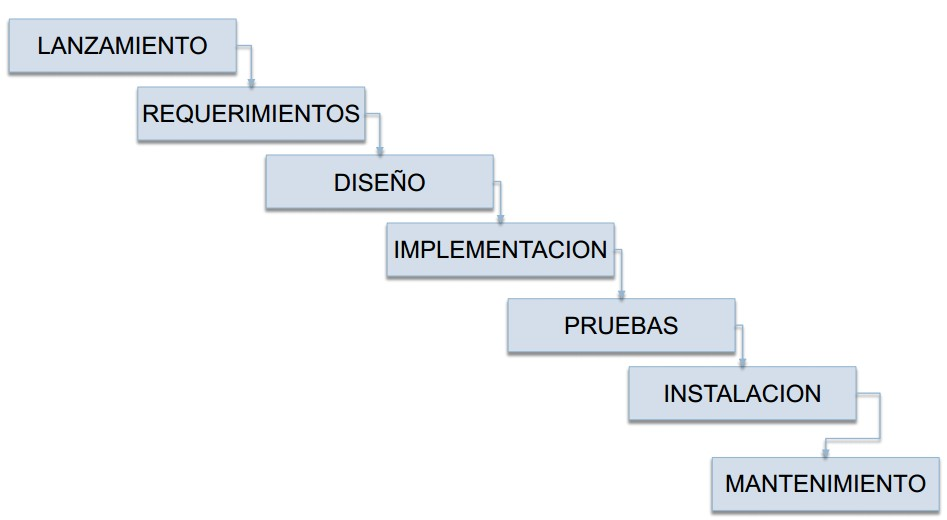 LANZAMIENTO
REQUERIMIENTOS
DISEÑO
IMPLEMENTACION
PRUEBAS
INSTALACION
MANTENIMIENTO